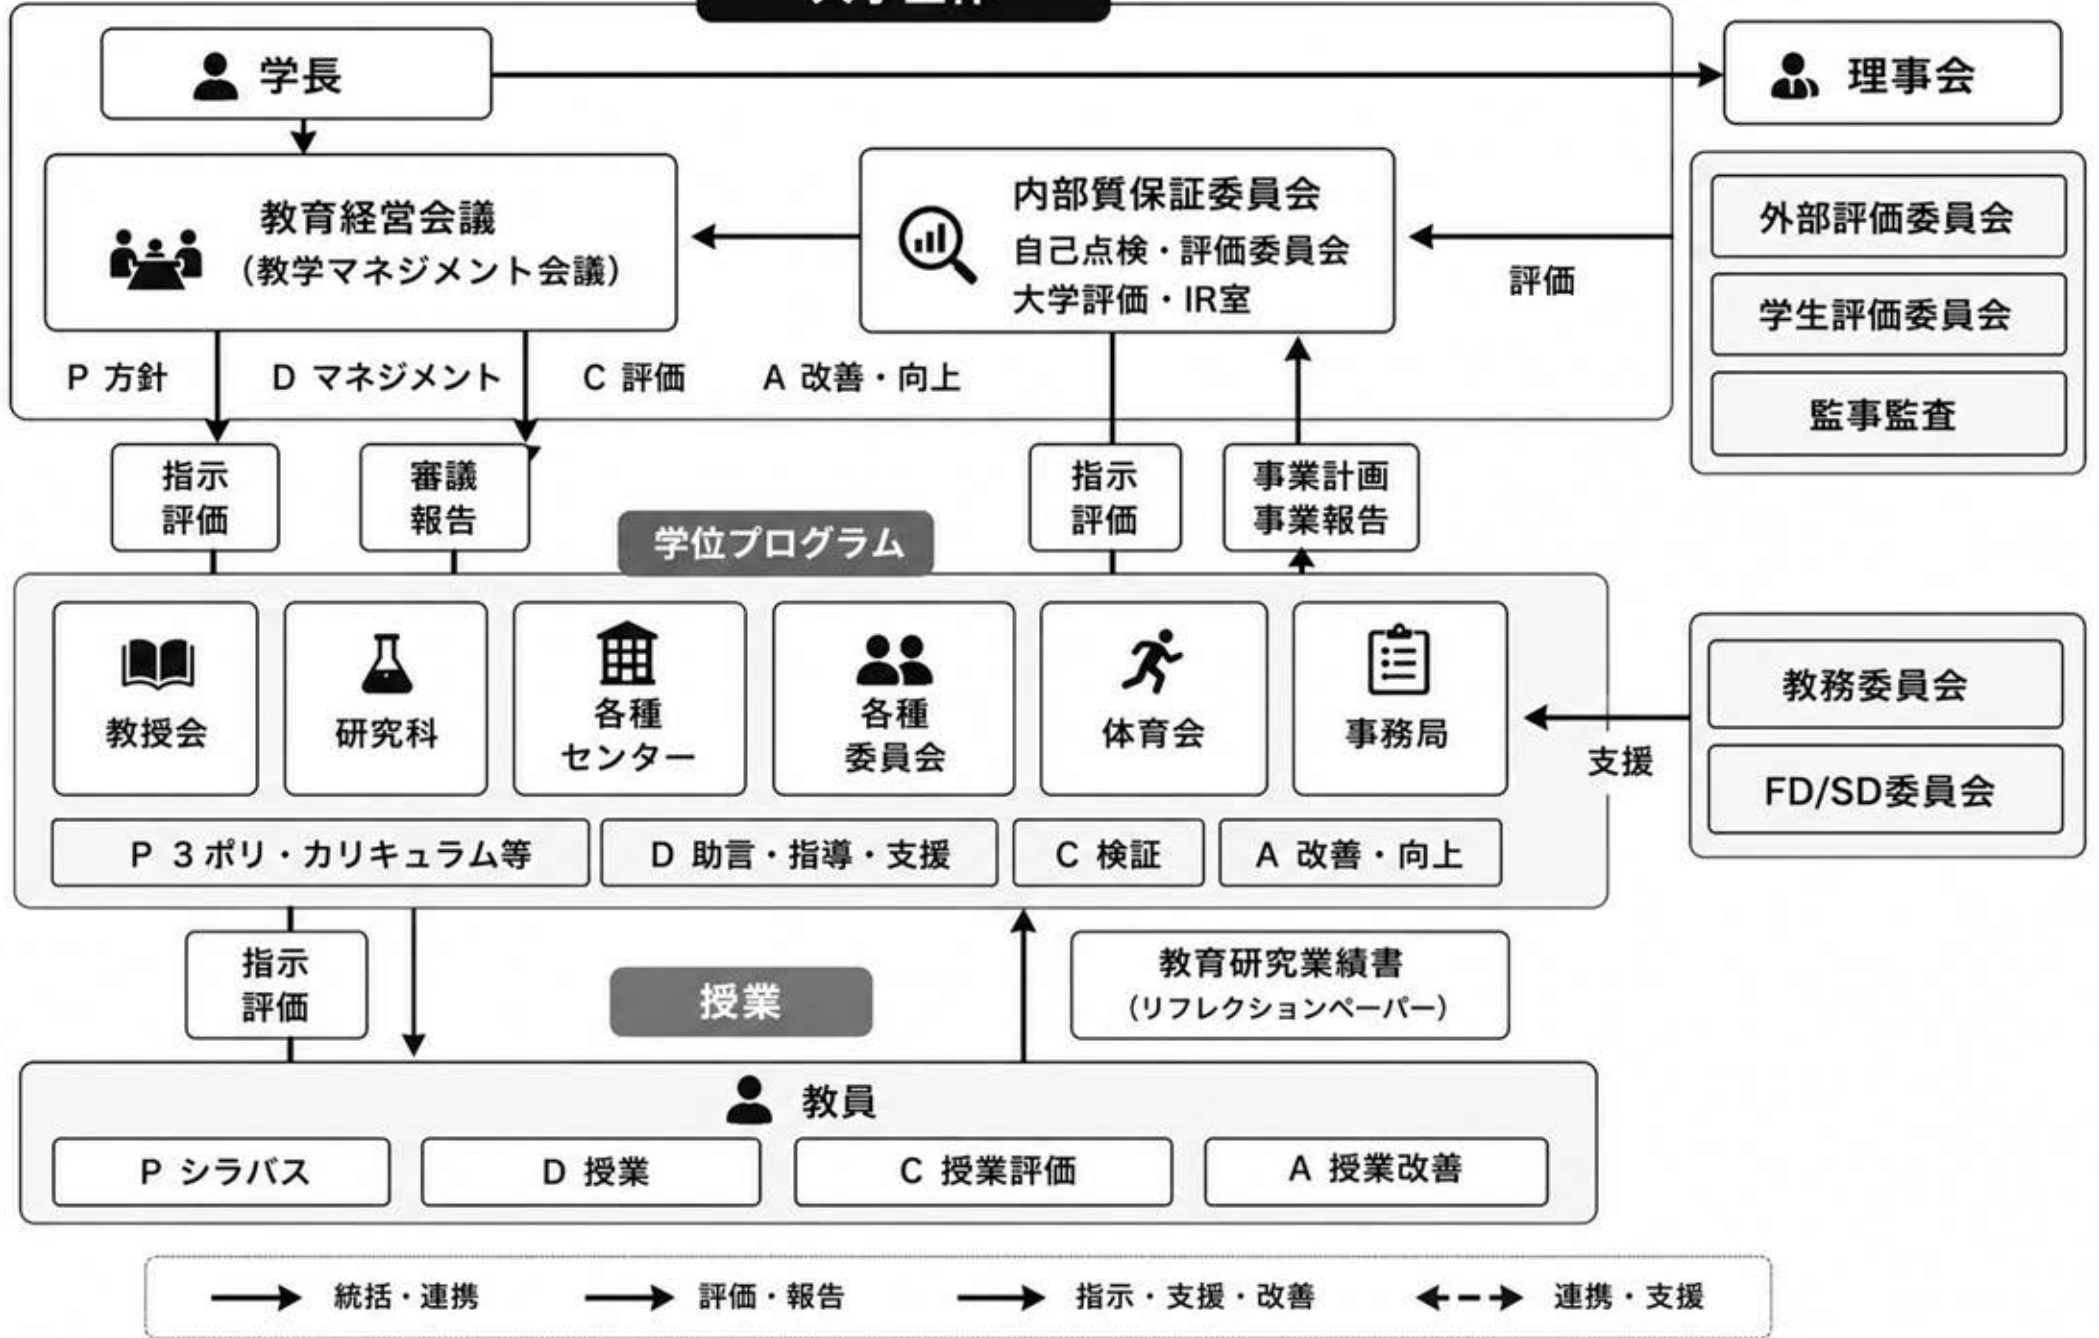 学長
理事会
教育経営会議
（教学マネジメント会議）
内部質保証委員会
自己点検・評価委員会
大学評価・IR室
評価
外部評価委員会
学生評価委員会
監事監査
P 方針
D マネジメント
C 評価
A 改善・向上
指示
評価
審議
報告
指示
評価
事業計画
事業報告
学位プログラム
教授会
研究科
各種
センター
各種
委員会
体育会
事務局
支援
教務委員会
FD/SD委員会
P 3ポリ・カリキュラム等
D 助言・指導・支援
C 検証
A 改善・向上
指示
評価
授業
教育研究業績書
（リフレクションペーパー）
教員
P シラバス
D 授業
C 授業評価
A 授業改善
統括・連携
評価・報告
指示・支援・改善
連携・支援